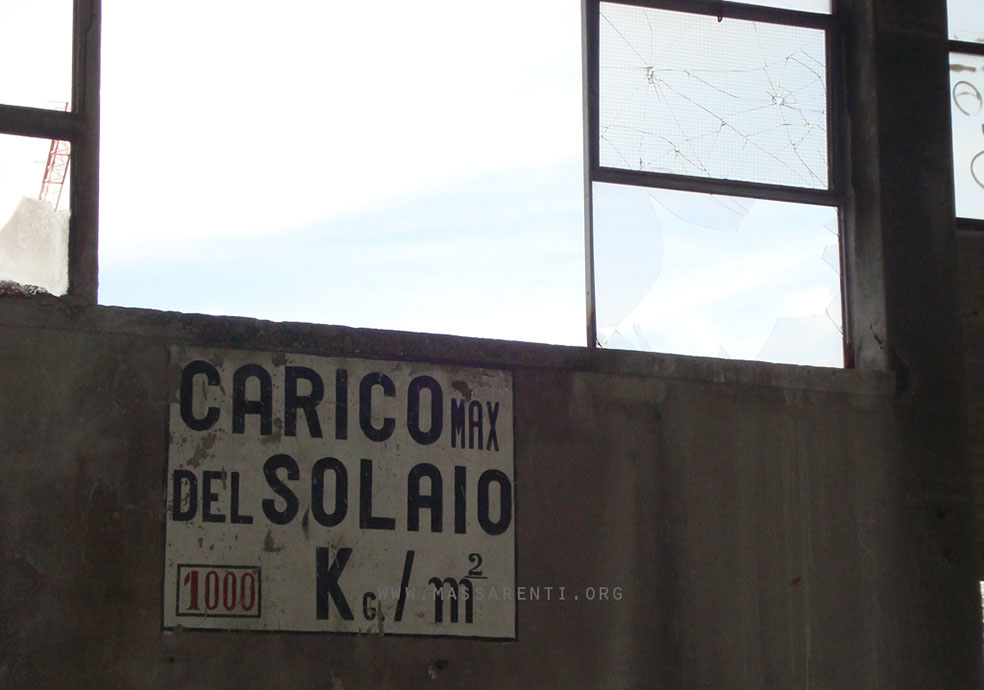 CARICO MAX
DEL SOLAIO
1000 KG./m²
WWW.MASSARENTI.ORG